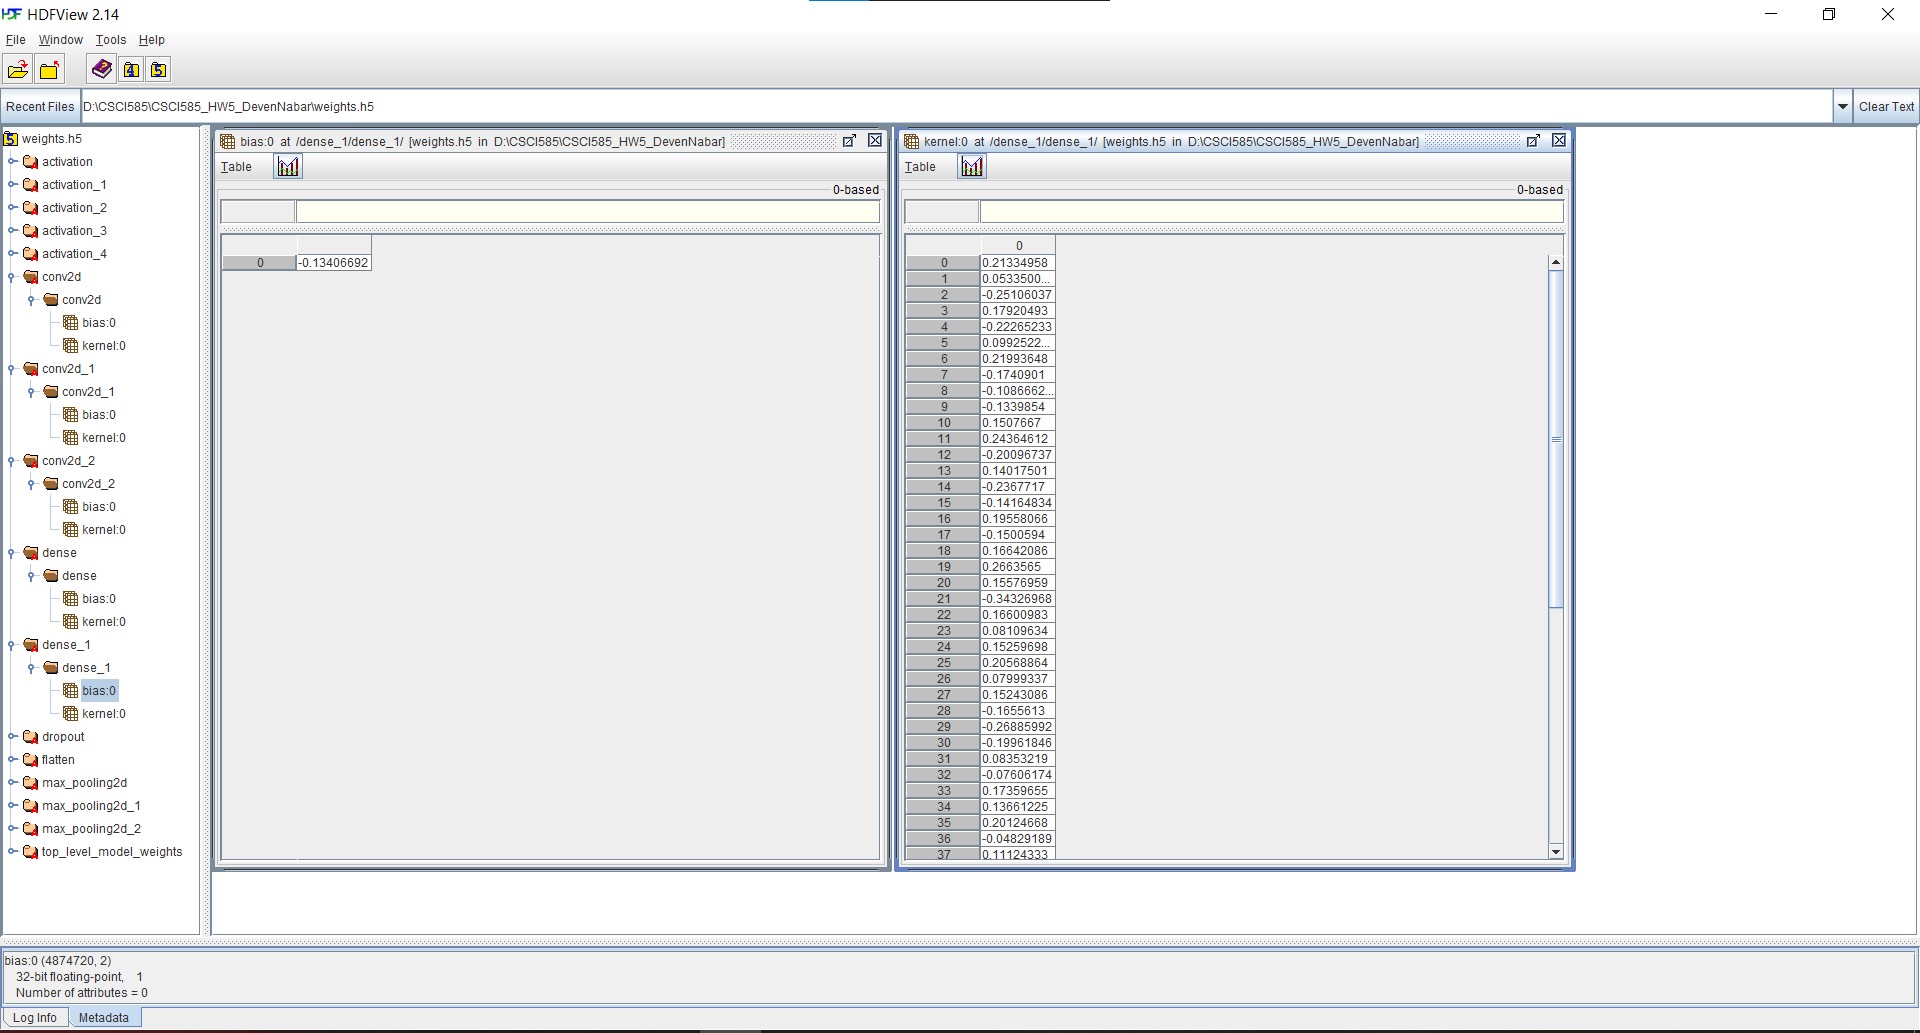 HDFView 2.14
File Window Tools Help
Recent Files D:\CSCI585\CSCI585_HW5_DevenNabar\weights.h5 Clear Text
weights.h5
activation
activation_1
activation_2
activation_3
activation_4
conv2d
conv2d
bias:0
kernel:0
conv2d_1
conv2d_1
bias:0
kernel:0
conv2d_2
conv2d_2
bias:0
kernel:0
dense
dense
bias:0
kernel:0
dense_1
dense_1
bias:0
kernel:0
dropout
flatten
max_pooling2d
max_pooling2d_1
max_pooling2d_2
top_level_model_weights
bias:0 at /dense_1/dense_1/ [weights.h5 in D:\CSCI585\CSCI585_HW5_DevenNabar]
Table
0-based
0 -0.13406692
kernel:0 at /dense_1/dense_1/ [weights.h5 in D:\CSCI585\CSCI585_HW5_DevenNabar]
Table
0-based
0
0 0.21334958
1 0.0533500...
2 -0.25106037
3 0.17920493
4 -0.22265233
5 0.0992522...
6 0.21993648
7 -0.1740901
8 -0.1086662...
9 -0.1339854
10 0.1507667
11 0.24364612
12 -0.20096737
13 0.14017501
14 -0.2367717
15 -0.14164834
16 0.19558066
17 -0.1500594
18 0.16642086
19 0.2663565
20 0.15576959
21 -0.34326968
22 0.16600983
23 0.08109634
24 0.15259698
25 0.20568864
26 0.07999337
27 0.15243086
28 -0.1655613
29 -0.26885992
30 -0.19961846
31 0.08353219
32 -0.07606174
33 0.17359655
34 0.13661225
35 0.20124668
36 -0.04829189
37 0.11124333
bias:0 (4874720, 2)
32-bit floating-point, 1
Number of attributes = 0
Log Info Metadata